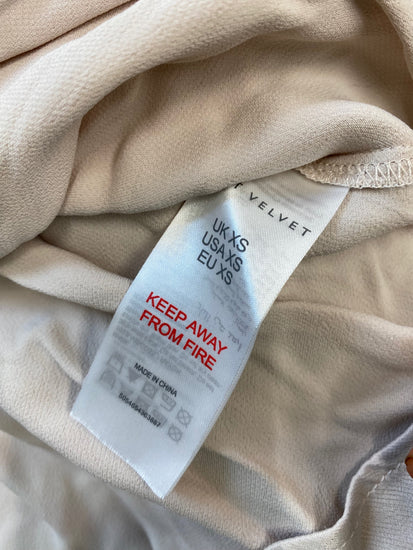 T VELVET
UK XS
USA XS
EU XS
KEEP AWAY
FROM FIRE
MADE IN CHINA